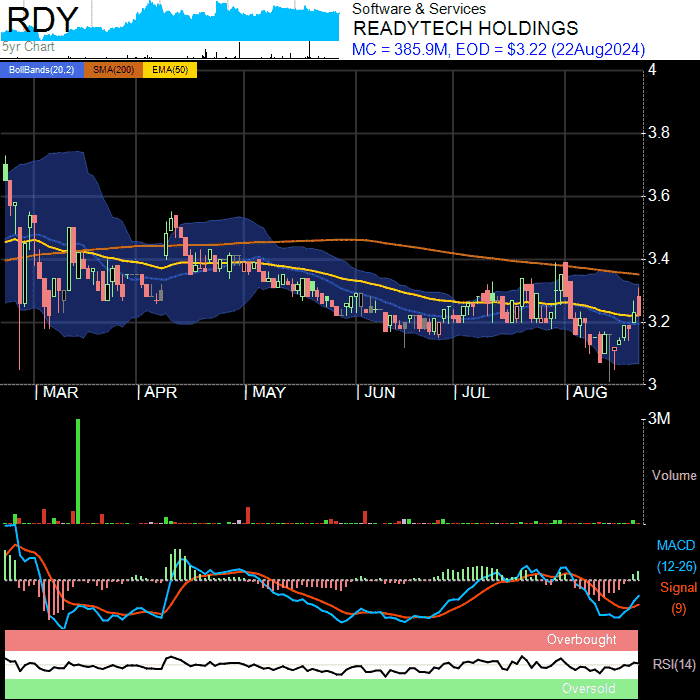 RDY
5yr Chart
Software & Services
READYTECH HOLDINGS
MC = 385.9M, EOD = $3.22 (22Aug2024)
BollBands(20,2) SMA(200) EMA(50)
4
3.8
3.6
3.4
3.2
3
MAR APR MAY JUN JUL AUG
3M
Volume
MACD
(12-26)
Signal
(9)
Overbought
RSI(14)
Oversold